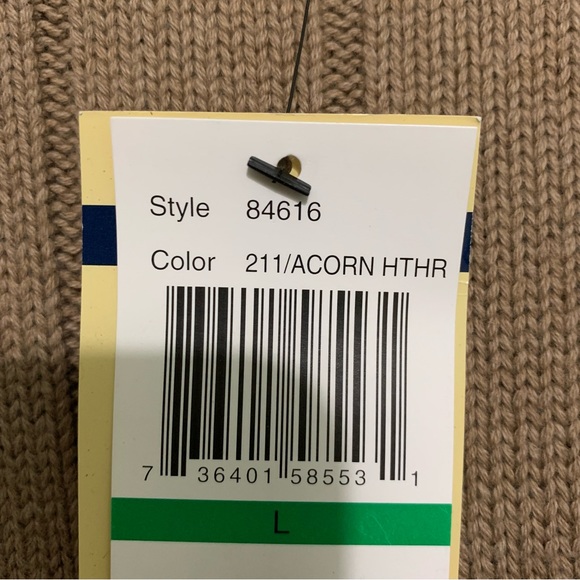 Style 84616
Color 211/ACORN HTHR
7 36401 58553 1
L